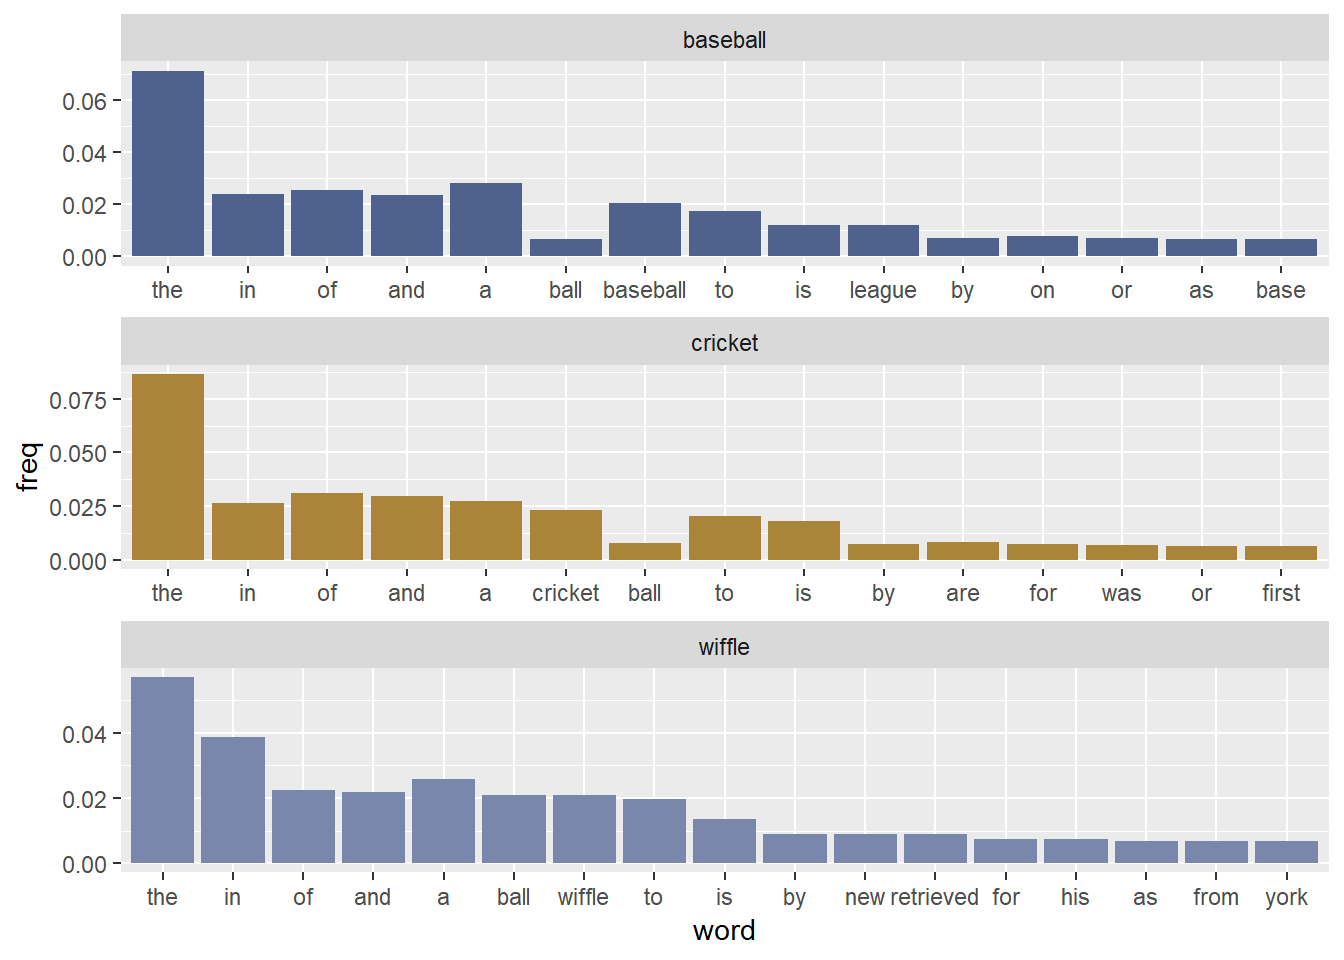 baseball
0.06
0.04
0.02
0.00
the in of and a ball baseball to is league by on or as base
cricket
0.075
0.050
0.025
0.000
the in of and a cricket ball to is by are for was or first
freq
wiffle
0.04
0.02
0.00
the in of and a ball wiffle to is by new retrieved for his as from york
word